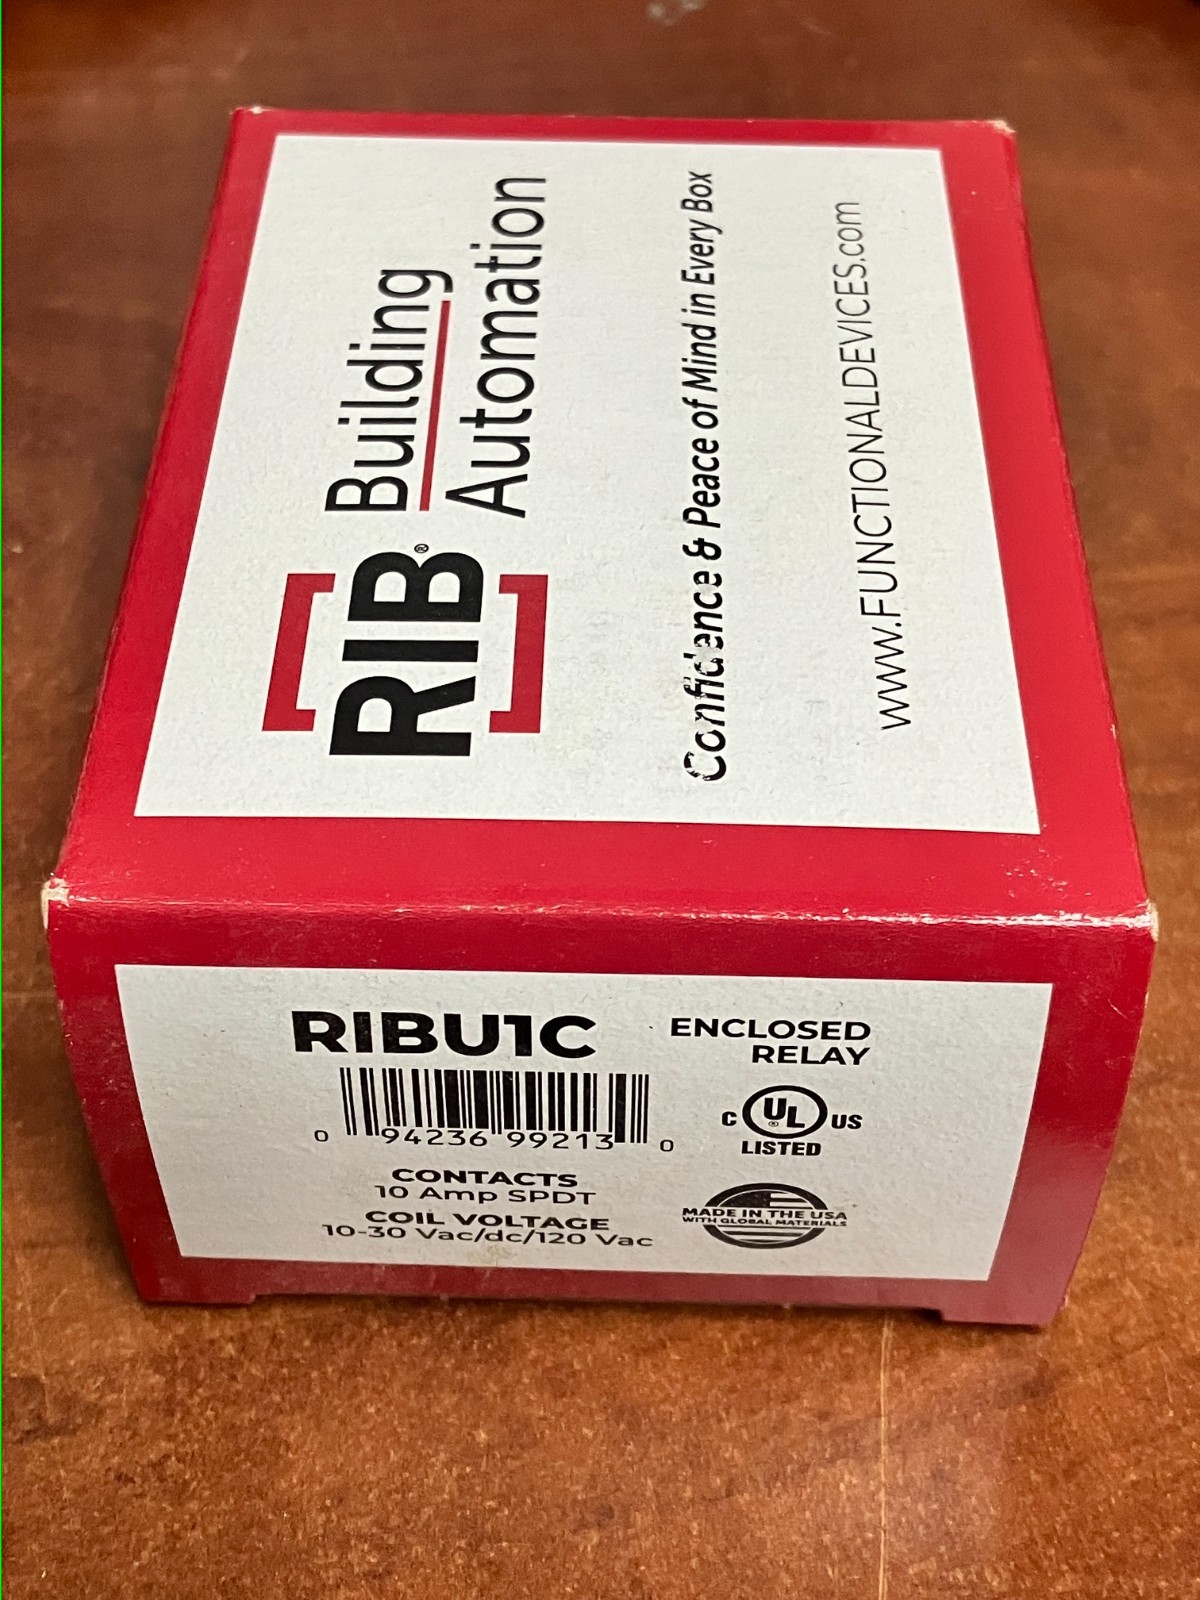 [RIB]® Building
Automation
Confidence & Peace of Mind in Every Box
www.FUNCTIONALDEVICES.com
RIBU1C
ENCLOSED
RELAY
0 94236 99213 0
C UL® US
LISTED
CONTACTS
10 Amp SPDT
COIL VOLTAGE
10-30 Vac/dc/120 Vac
MADE IN THE USA
WITH GLOBAL MATERIALS